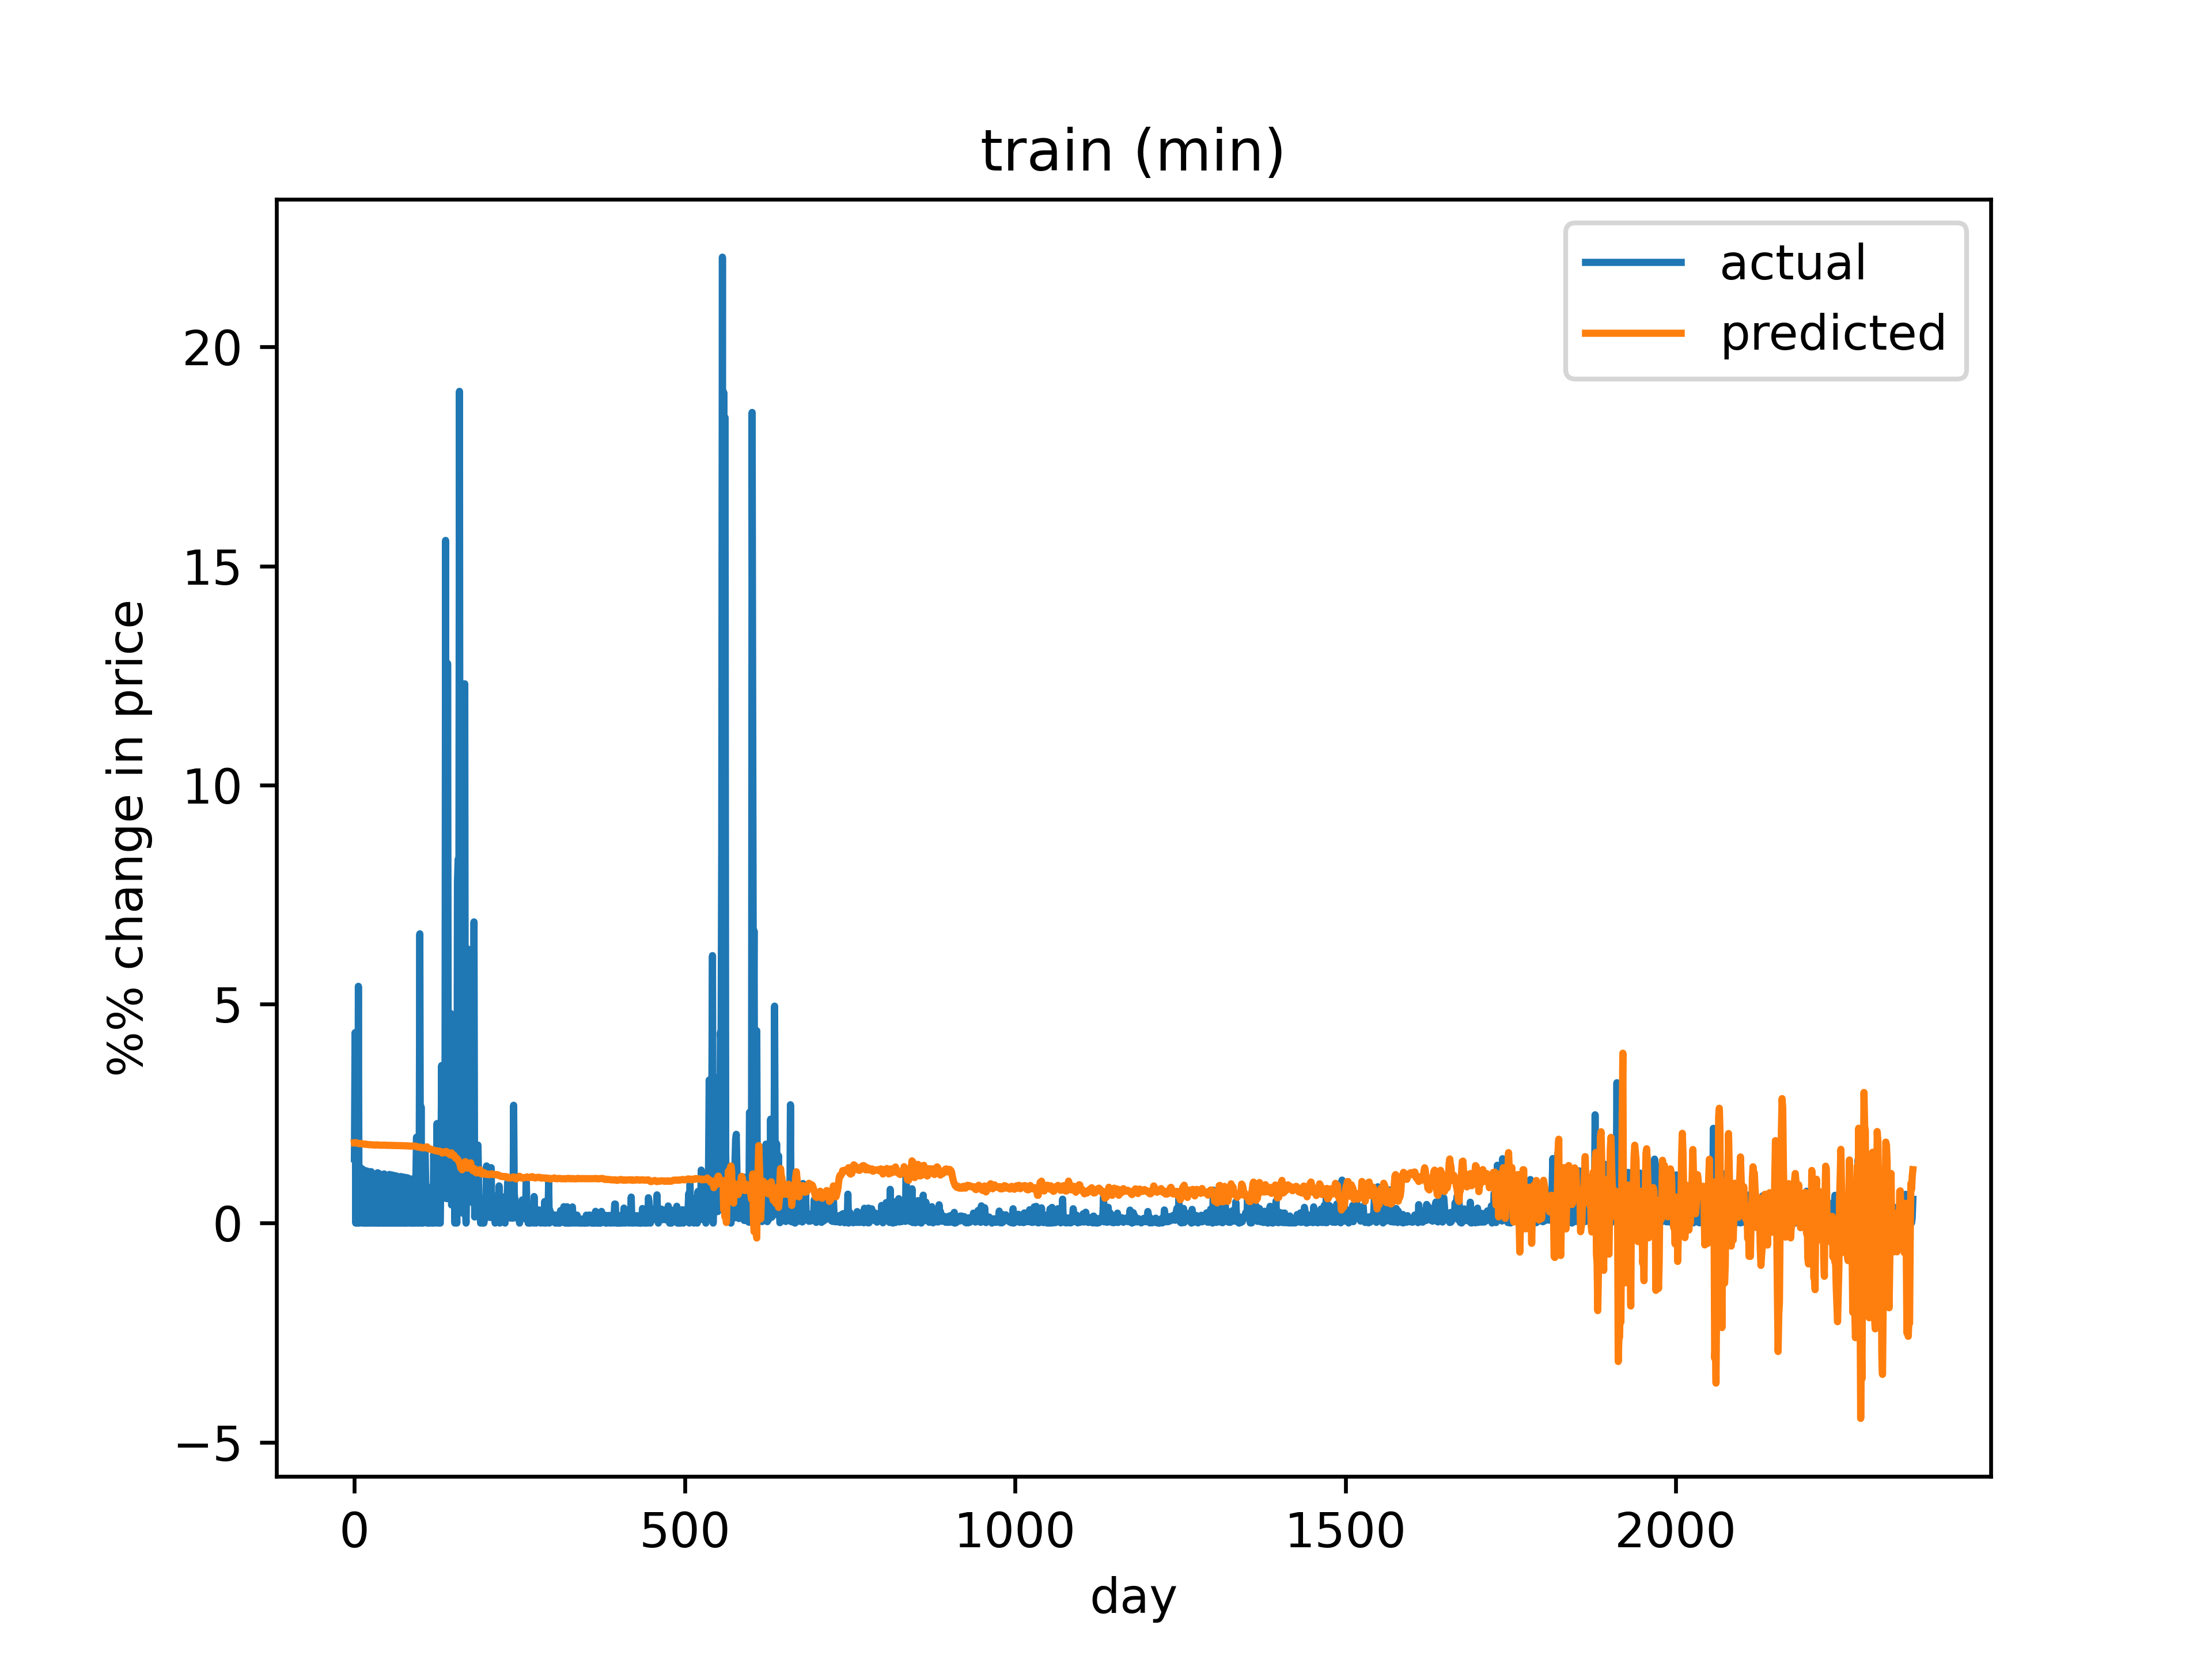 train (min)
actual
predicted
%% change in price
20
15
10
5
0
−5
0 500 1000 1500 2000
day